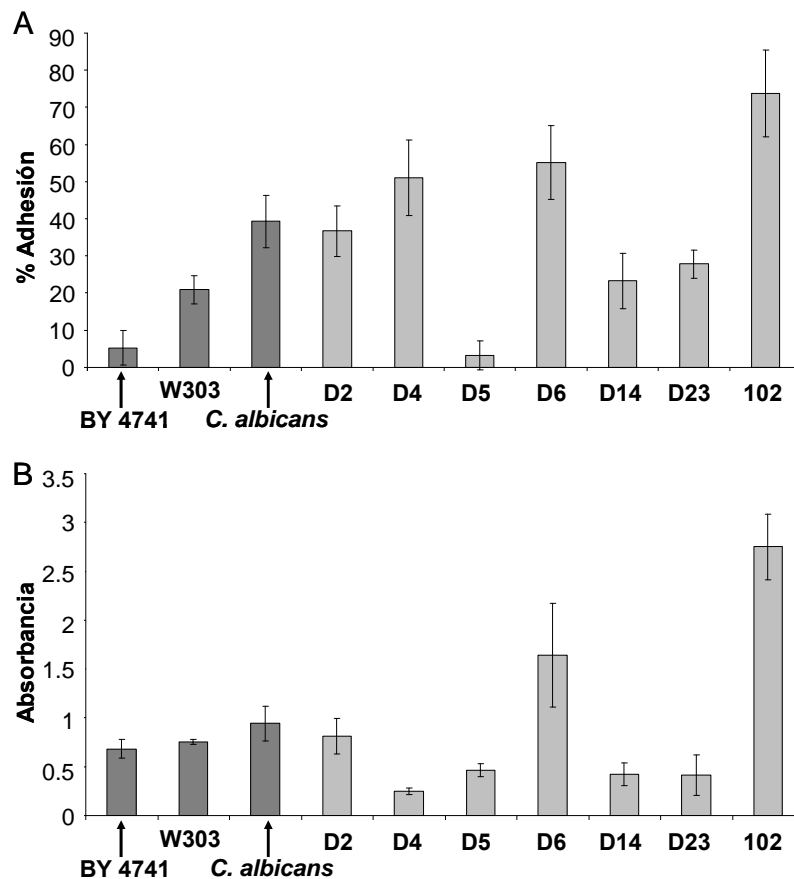 A
% Adhesión
90
80
70
60
50
40
30
20
10
0
BY 4741
W303
C. albicans
D2
D4
D5
D6
D14
D23
102
B
Absorbancia
3.5
3
2.5
2
1.5
1
0.5
0
BY 4741
W303
C. albicans
D2
D4
D5
D6
D14
D23
102